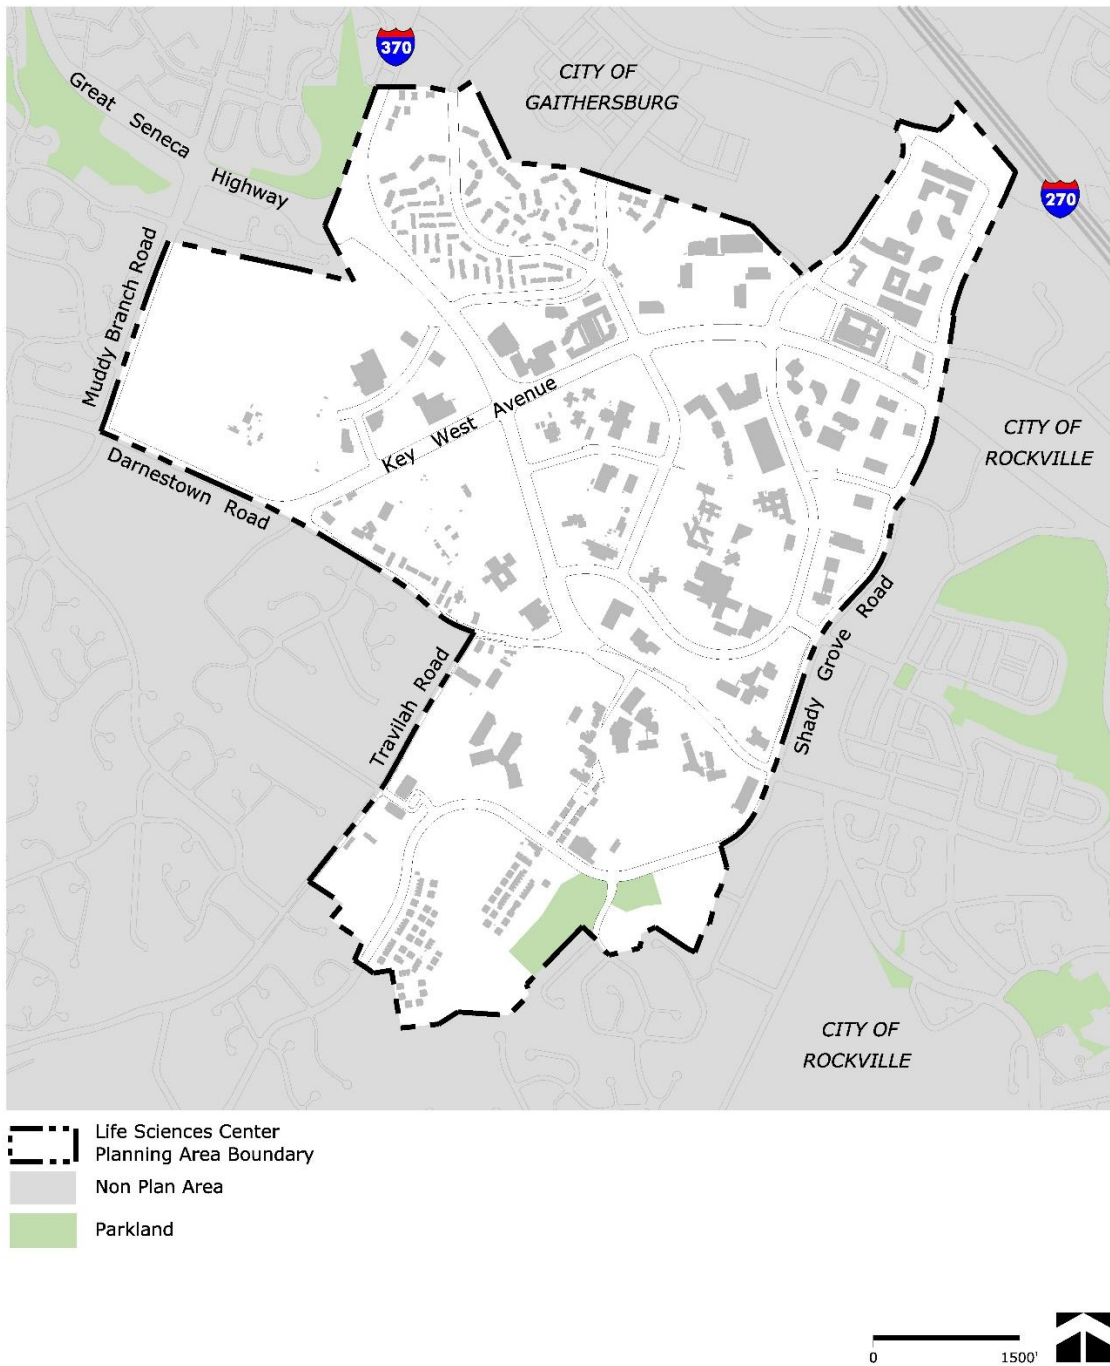 370
CITY OF
GAITHERSBURG
Great Seneca Highway
270
Muddy Branch Road
Key West Avenue
CITY OF
ROCKVILLE
Darnestown Road
Shady Grove Road
Travilah Road
CITY OF
ROCKVILLE
Life Sciences Center
Planning Area Boundary
Non Plan Area
Parkland
0 1500'